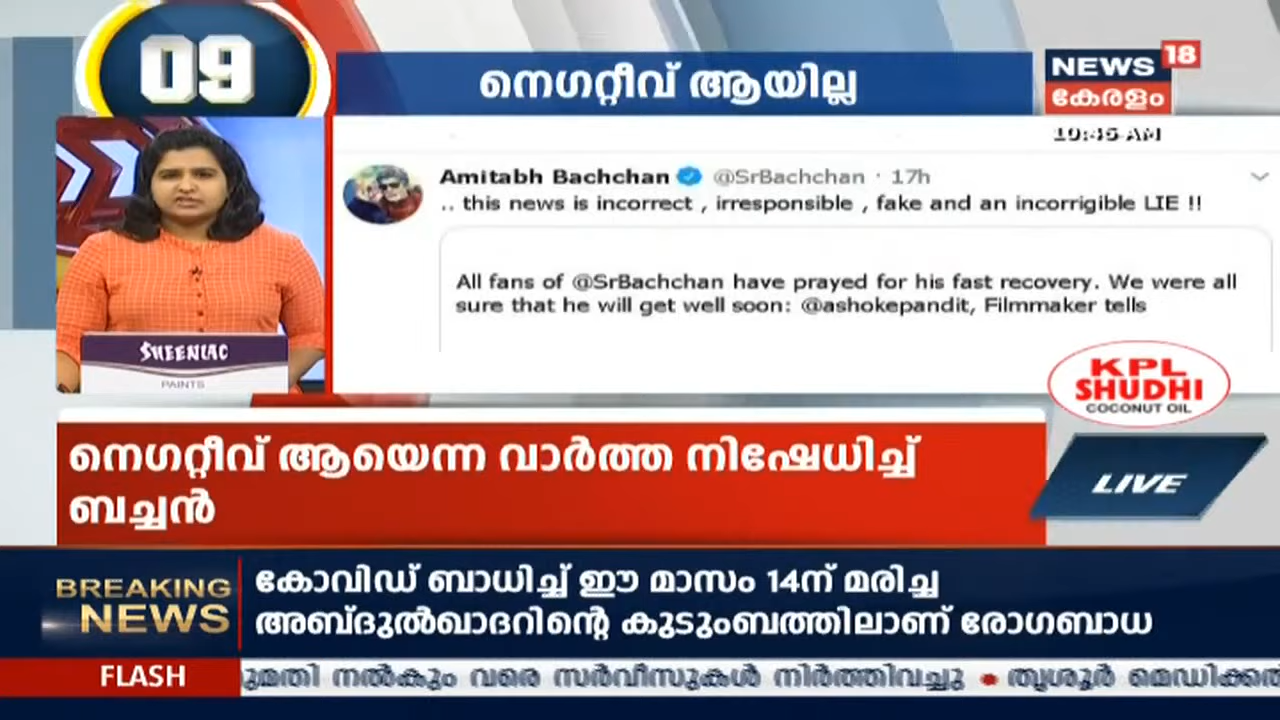 09
നെഗറ്റീവ് ആയില്ല
NEWS 18
കേരളം
10:45 AM
Amitabh Bachchan @SrBachchan · 17h
.. this news is incorrect , irresponsible , fake and an incorrigible LIE !!
All fans of @SrBachchan have prayed for his fast recovery. We were all
sure that he will get well soon: @ashokepandit, Filmmaker tells
SHEENLAC
PAINTS
KPL
SHUDHI
COCONUT OIL
നെഗറ്റീവ് ആയെന്ന വാർത്ത നിഷേധിച്ച്
ബച്ചൻ
LIVE
BREAKING
NEWS
കോവിഡ് ബാധിച്ച് ഈ മാസം 14ന് മരിച്ച
അബ്ദുൽഖാദറിന്റെ കുടുംബത്തിലാണ് രോഗബാധ
FLASH
നൽകും വരെ സർവീസുകൾ നിർത്തിവച്ചു • തൃശൂർ